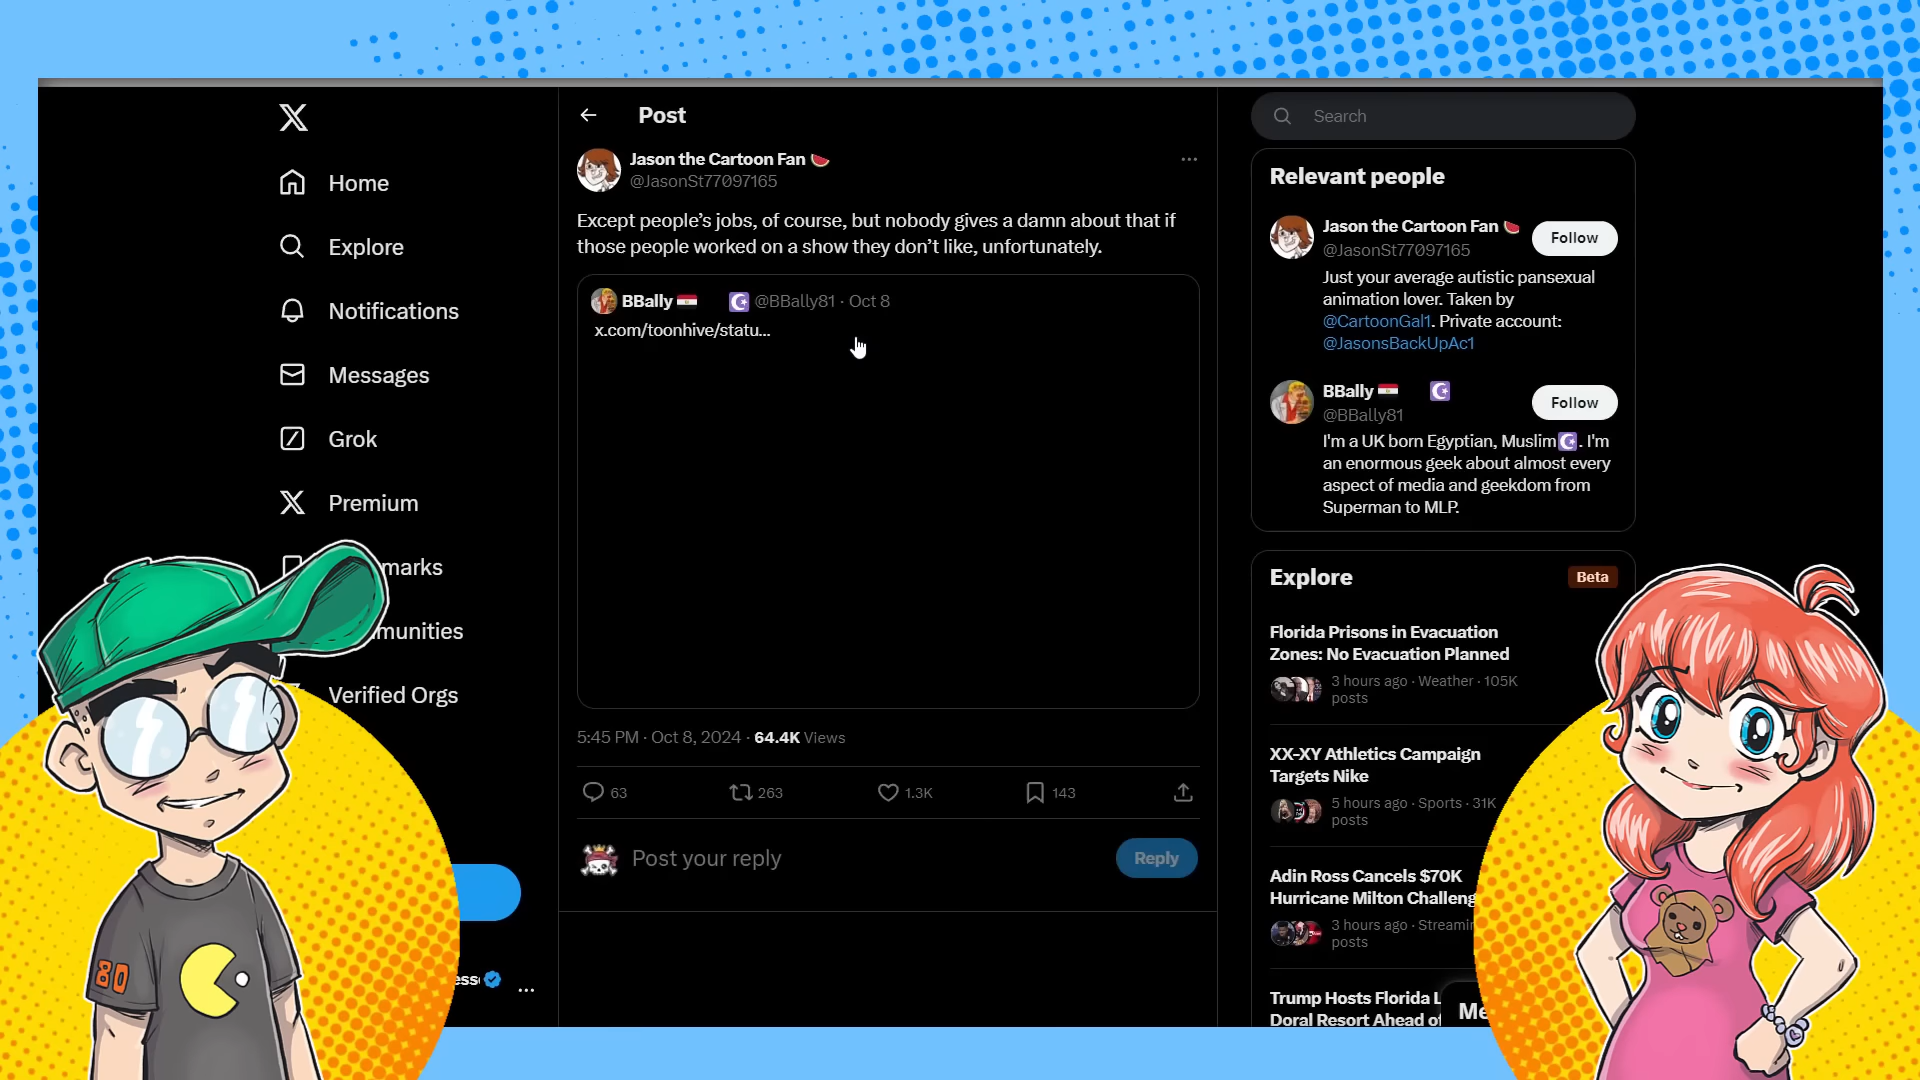 Home
Explore
Notifications
Messages
Grok
Premium
marks
munities
Verified Orgs
Post
Jason the Cartoon Fan 🍉
@JasonSt77097165
Except people’s jobs, of course, but nobody gives a damn about that if
those people worked on a show they don’t like, unfortunately.
BBally 🇪🇬 ☪️ @BBally81 · Oct 8
x.com/toonhive/statu...
5:45 PM · Oct 8, 2024 · 64.4K Views
63 263 1.3K 143
Post your reply
Reply
Search
Relevant people
Jason the Cartoon Fan 🍉
@JasonSt77097165
Follow
Just your average autistic pansexual
animation lover. Taken by
@CartoonGal1. Private account:
@JasonsBackUpAc1
BBally 🇪🇬 ☪️
@BBally81
Follow
I'm a UK born Egyptian, Muslim☪️. I'm
an enormous geek about almost every
aspect of media and geekdom from
Superman to MLP.
Explore
Beta
Florida Prisons in Evacuation
Zones: No Evacuation Planned
3 hours ago · Weather · 105K
posts
XX-XY Athletics Campaign
Targets Nike
5 hours ago · Sports · 31K
posts
Adin Ross Cancels $70K
Hurricane Milton Challeng
3 hours ago · Streamin
posts
Trump Hosts Florida L
Doral Resort Ahead of
Me
ess
80